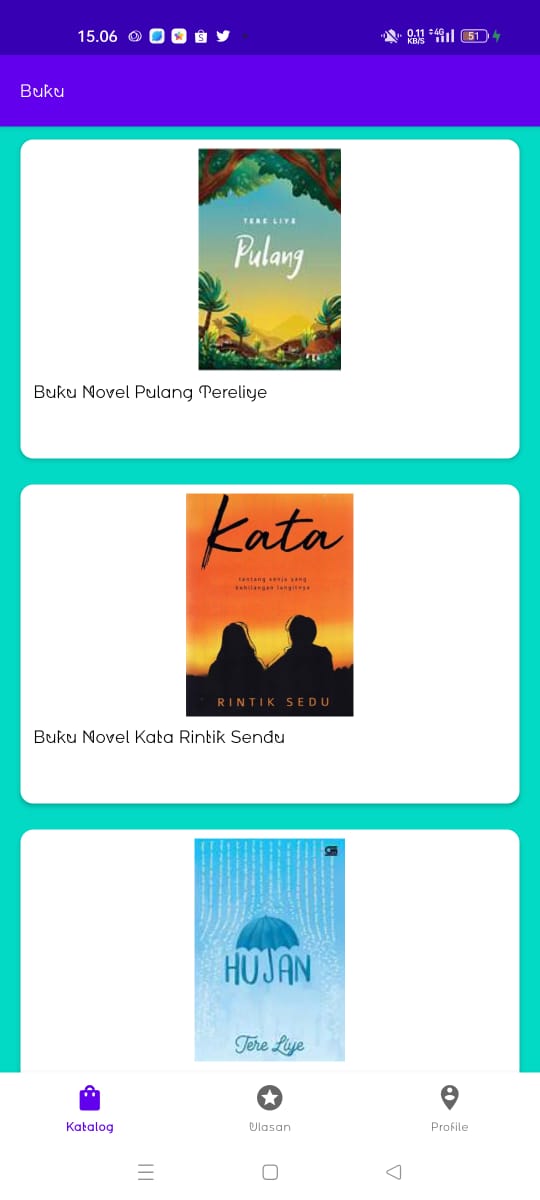 15.06
0.11
KB/S
4G
51
Buku
TERE LIYE
Pulang
Buku Novel Pulang Tereliye
Kata
tentang senja yang
kehilangan langitnya
RINTIK SEDU
Buku Novel Kata Rintik Sendu
HUJAN
Tere Liye
Katalog
Ulasan
Profile